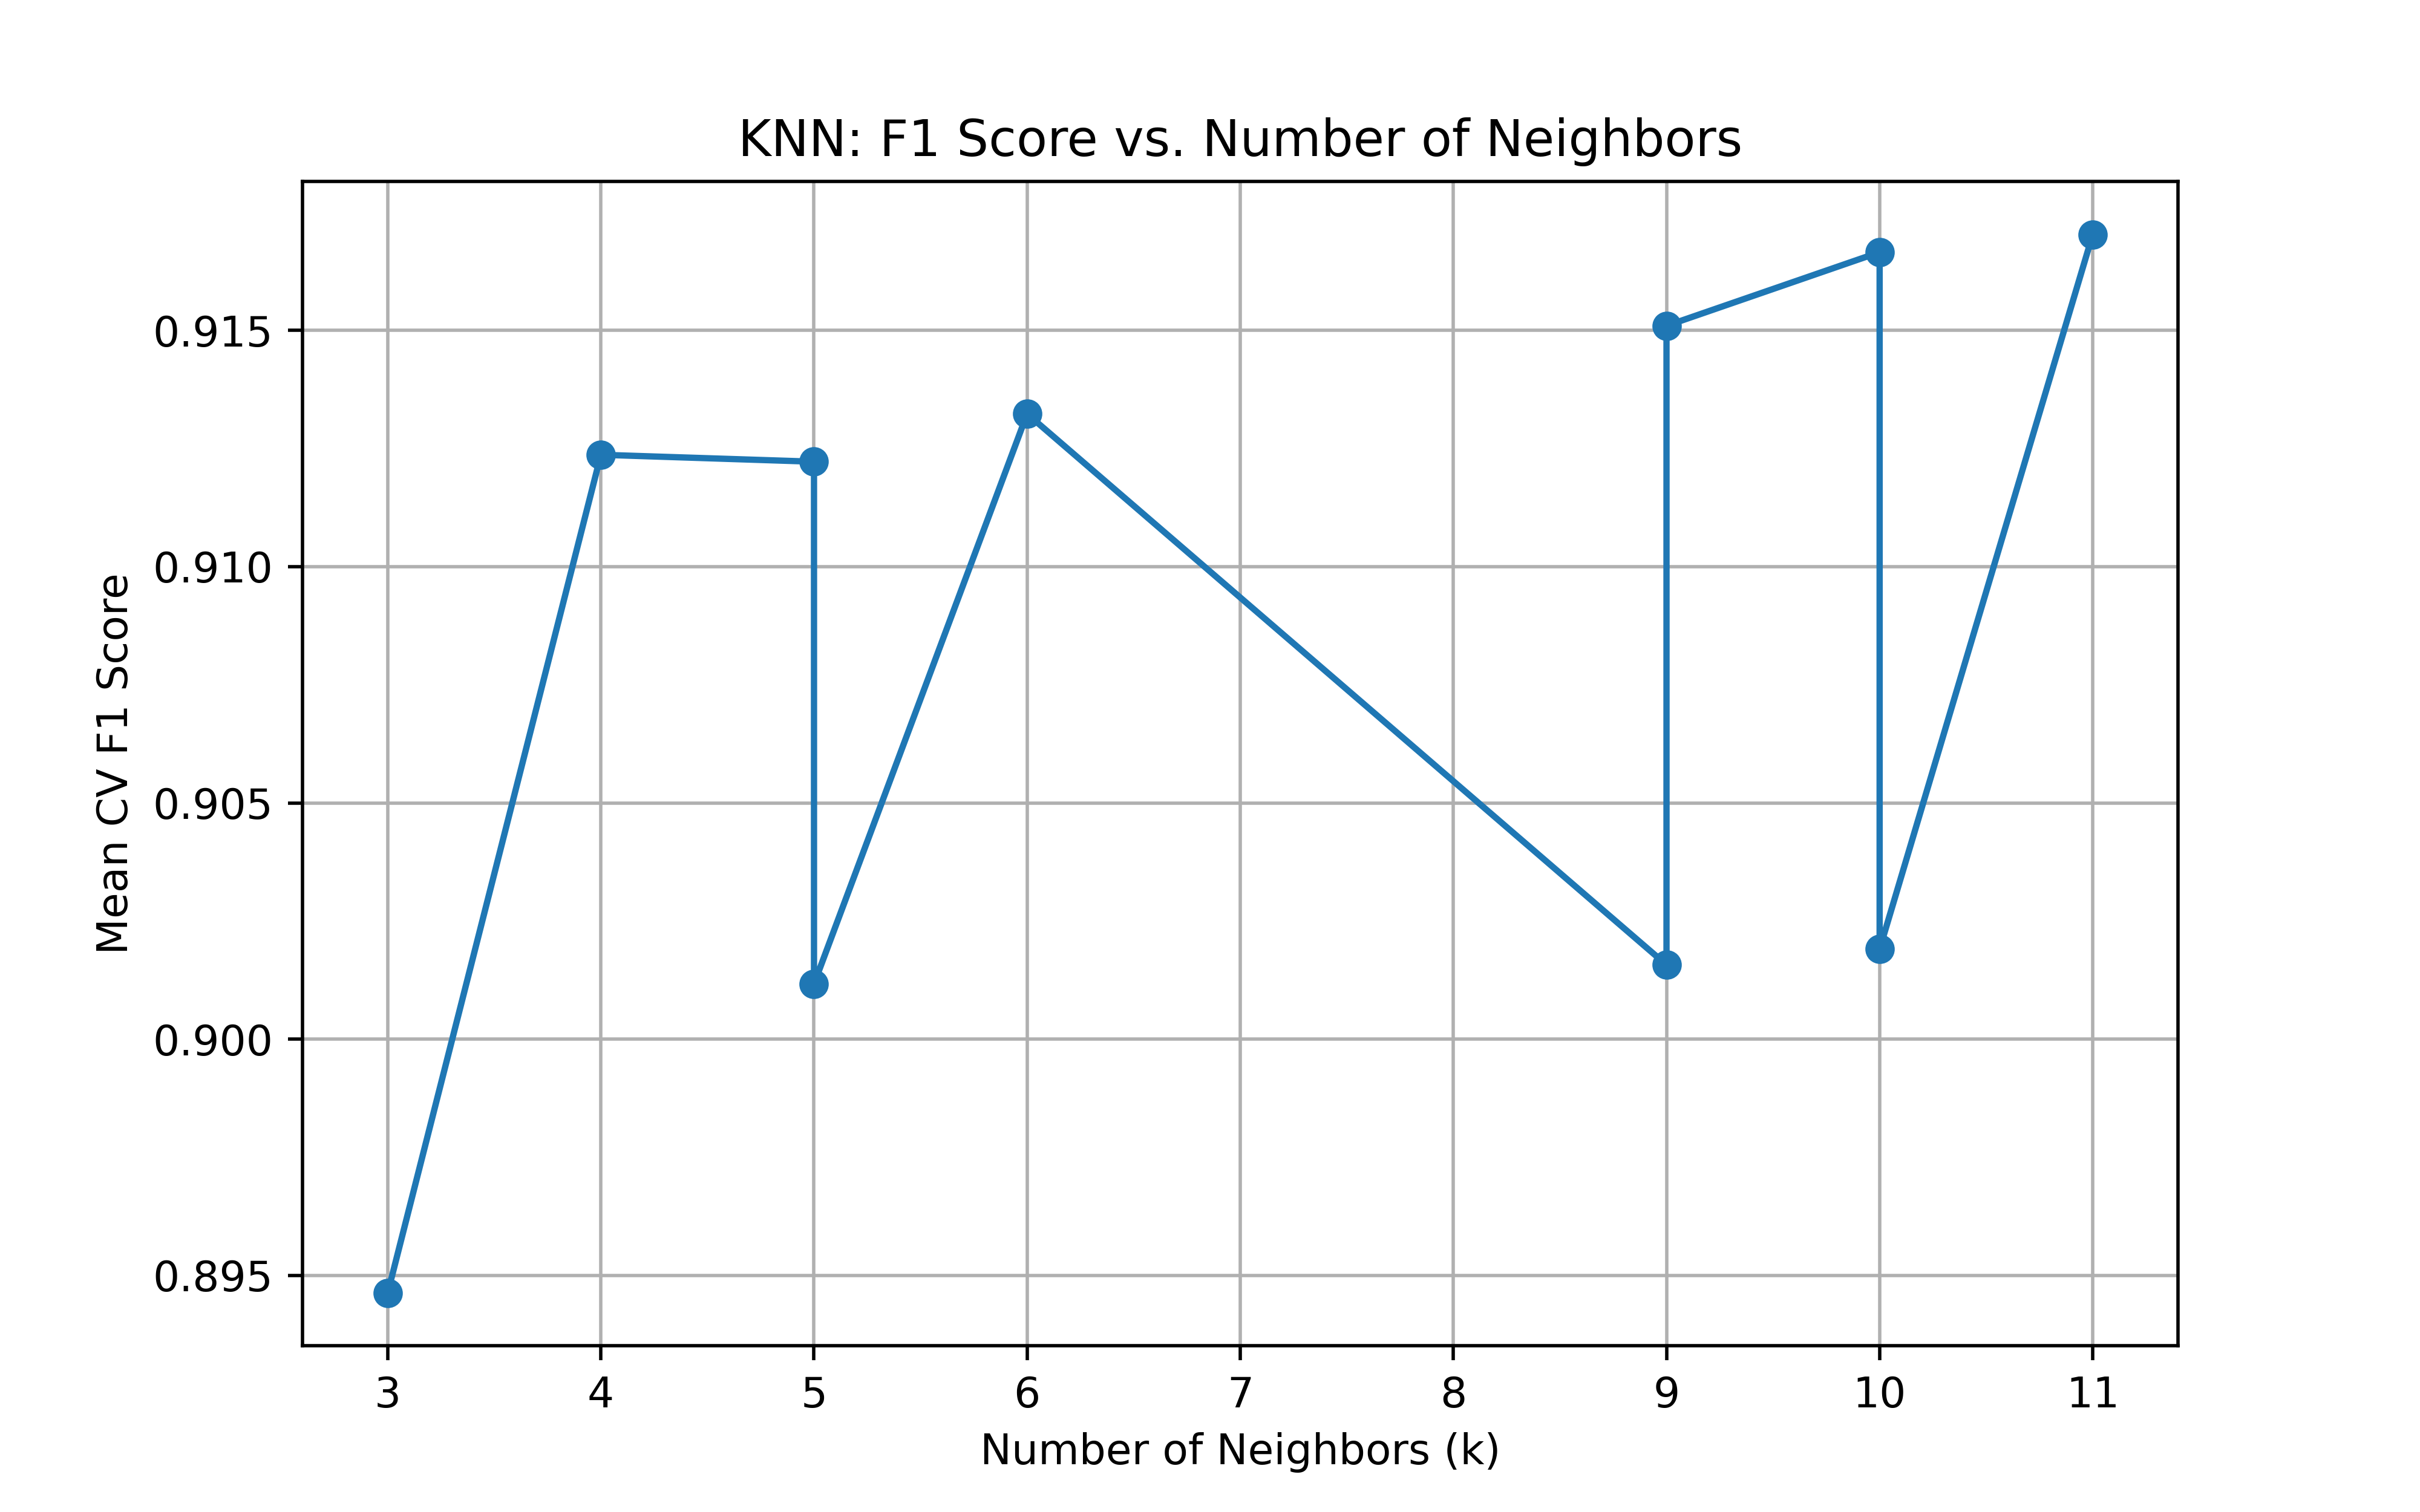 KNN: F1 Score vs. Number of Neighbors
Mean CV F1 Score
0.915
0.910
0.905
0.900
0.895
3 4 5 6 7 8 9 10 11
Number of Neighbors (k)